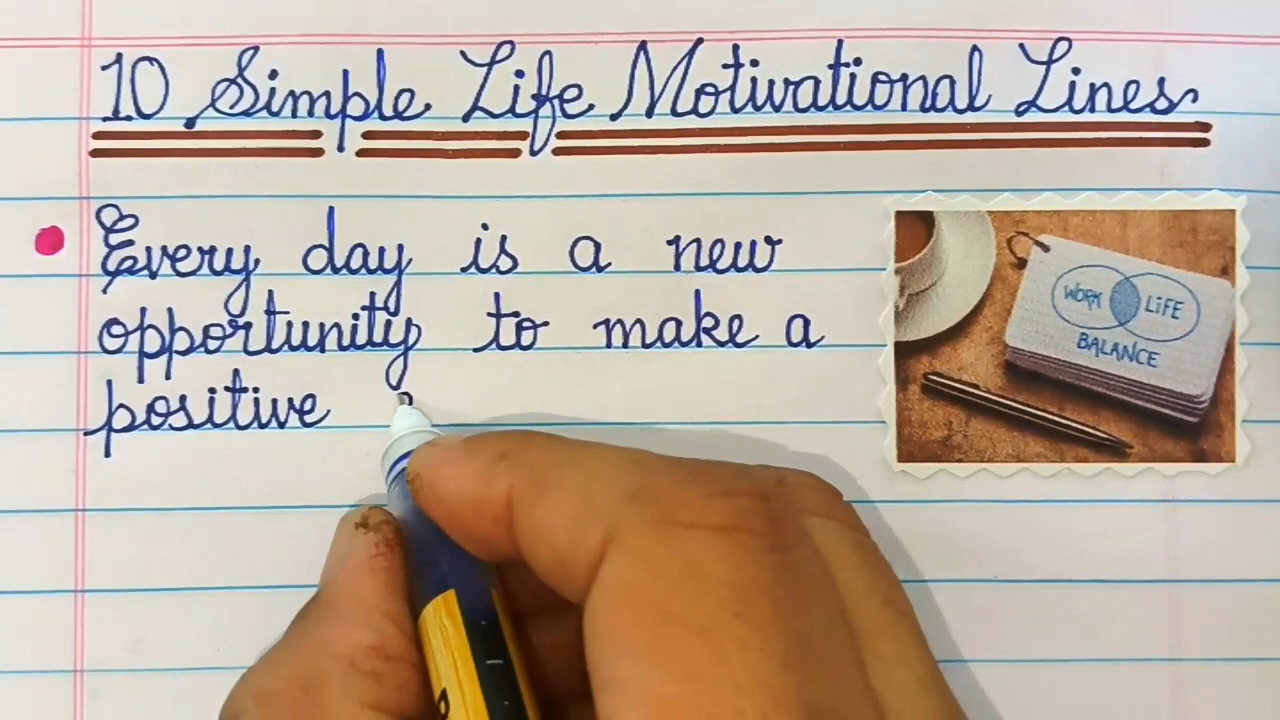 10 Simple Life Motivational Lines
Every day is a new
opportunity to make a
positive
WORK LIFE
BALANCE